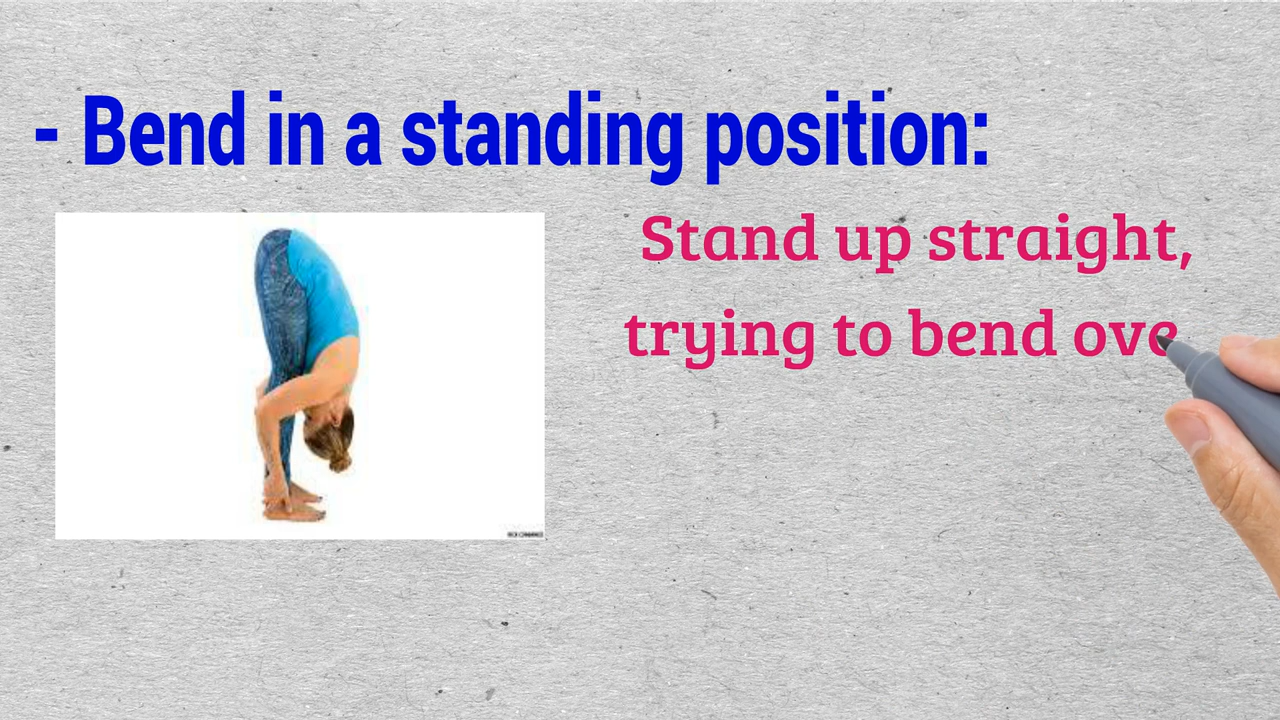 - Bend in a standing position:
Stand up straight,
trying to bend ove